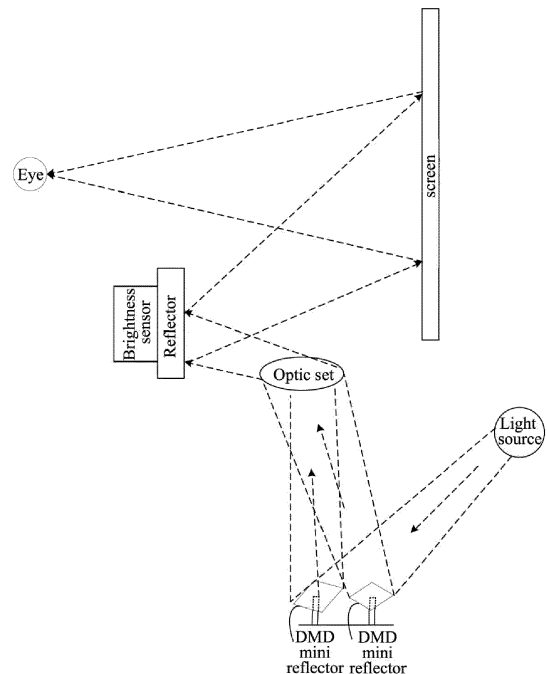 Eye
screen
Brightness
sensor
Reflector
Optic set
Light
source
DMD
mini
reflector
DMD
mini
reflector